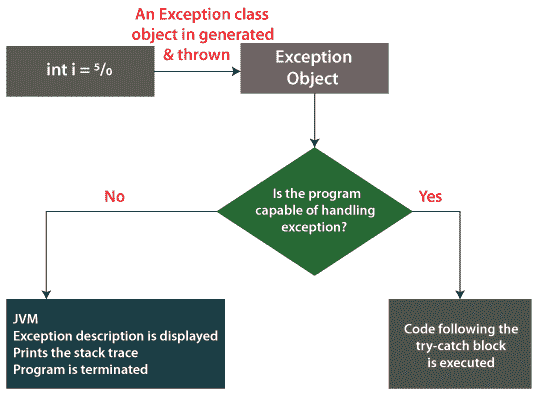 An Exception class
object in generated
& thrown
int i = ⁵/₀
Exception
Object
Is the program
capable of handling
exception?
No
Yes
JVM
Exception description is displayed
Prints the stack trace
Program is terminated
Code following the
try-catch block
is executed